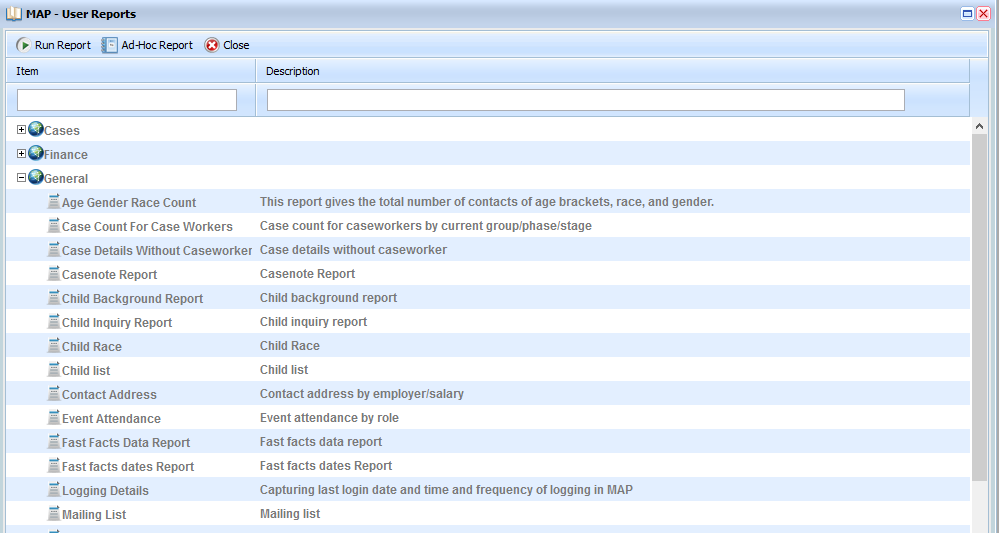 MAP - User Reports
Run Report Ad-Hoc Report Close
Item Description
Cases
Finance
General
Age Gender Race Count This report gives the total number of contacts of age brackets, race, and gender.
Case Count For Case Workers Case count for caseworkers by current group/phase/stage
Case Details Without Caseworker Case details without caseworker
Casenote Report Casenote Report
Child Background Report Child background report
Child Inquiry Report Child inquiry report
Child Race Child Race
Child list Child list
Contact Address Contact address by employer/salary
Event Attendance Event attendance by role
Fast Facts Data Report Fast facts data report
Fast facts dates Report Fast facts dates Report
Logging Details Capturing last login date and time and frequency of logging in MAP
Mailing List Mailing list